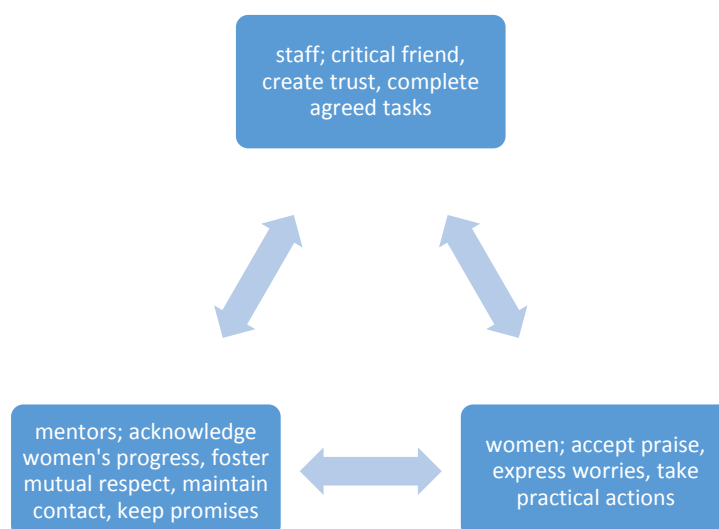 staff; critical friend,
create trust, complete
agreed tasks
mentors; acknowledge
women's progress, foster
mutual respect, maintain
contact, keep promises
women; accept praise,
express worries, take
practical actions